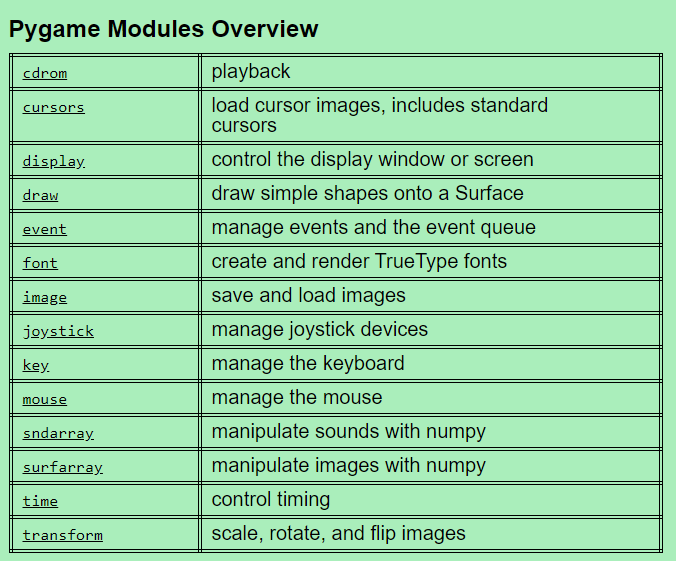 Pygame Modules Overview
cdrom playback
cursors load cursor images, includes standard
cursors
display control the display window or screen
draw draw simple shapes onto a Surface
event manage events and the event queue
font create and render TrueType fonts
image save and load images
joystick manage joystick devices
key manage the keyboard
mouse manage the mouse
sndarray manipulate sounds with numpy
surfarray manipulate images with numpy
time control timing
transform scale, rotate, and flip images